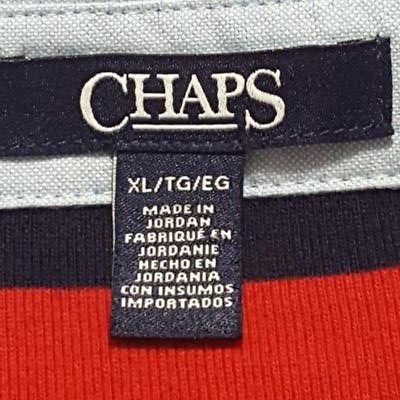 CHAPS
XL/TG/EG
MADE IN
JORDAN
FABRIQUÉ EN
JORDANIE
HECHO EN
JORDANIA
CON INSUMOS
IMPORTADOS